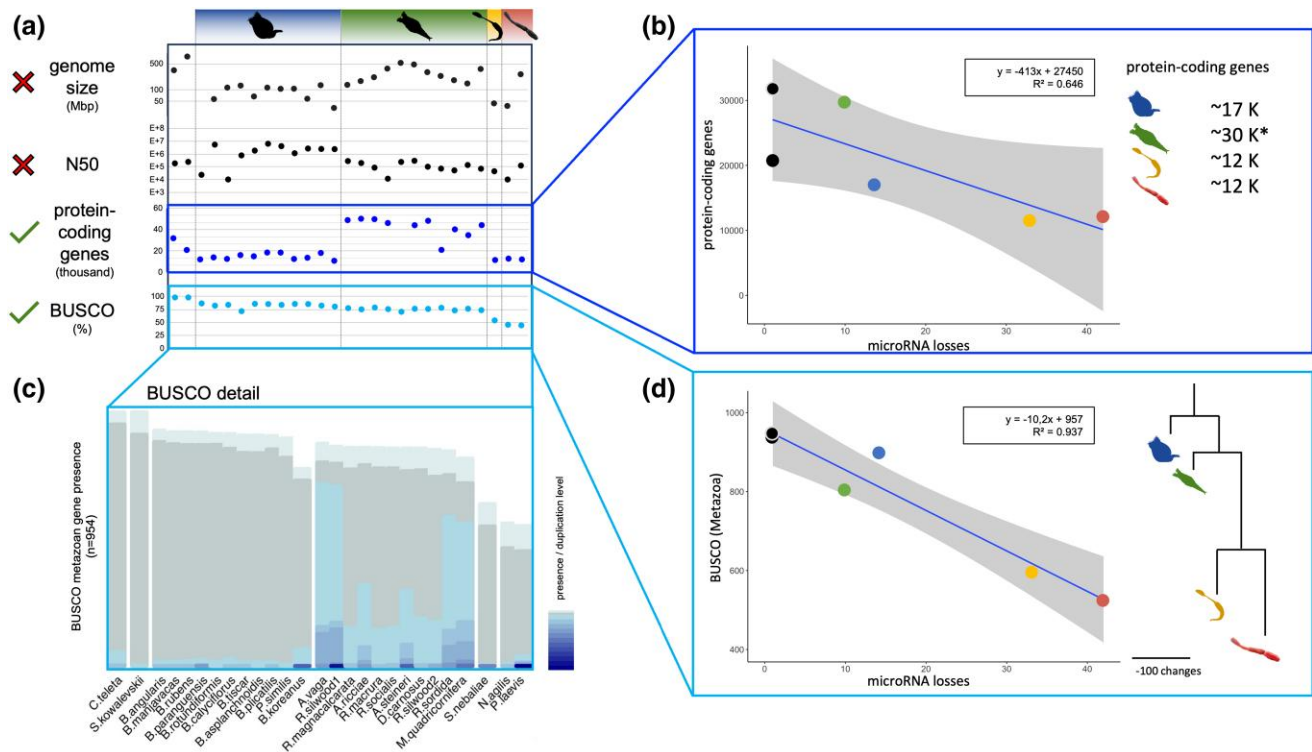 (a)
genome
size
(Mbp)
500
100
50
N50
E+8
E+7
E+6
E+5
E+4
E+3
protein-
coding
genes
(thousand)
60
40
20
0
BUSCO
(%)
100
75
50
25
0
(b)
protein-coding genes
30000
20000
10000
0
y = -413x + 27450
R² = 0.646
0
10
20
30
40
microRNA losses
protein-coding genes
~17 K
~30 K*
~12 K
~12 K
(c)
BUSCO detail
BUSCO metazoan gene presence
(n=954)
presence / duplication level
C.teleta
S.kowalevskii
B.angularis
B.manjavacas
B.ripens
B.paranguensis
B.rotundiformis
B.calyciflorus
B.tiscar
B.asplanchnoidis
B.plicatilis
P.similis
B.koreanus
A.vaga
R.silwood1
R.magnacalcarata
A.ricciae
R.macrura
R.socialis
A.steineri
D.carnosus
R.silwood2
R.sordida
M.quadricornifera
S.nebaliae
N.agilis
P.laevis
(d)
BUSCO (Metazoa)
1000
800
600
400
y = -10,2x + 957
R² = 0.937
0
10
20
30
40
microRNA losses
-100 changes